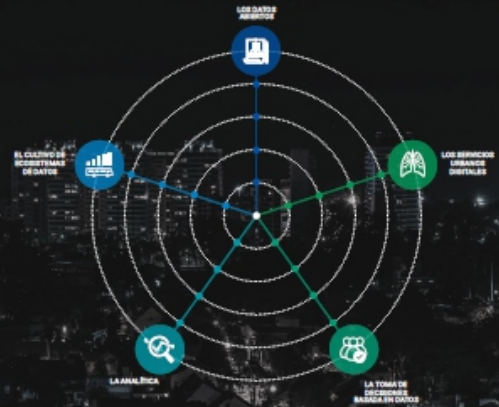 LOS DATOS
ABIERTOS
EL CULTIVO DE
ECOSISTEMAS
DE DATOS
LOS SERVICIOS
URBANOS
DIGITALES
LA ANALÍTICA
LA TOMA DE
DECISIONES
BASADA EN DATOS